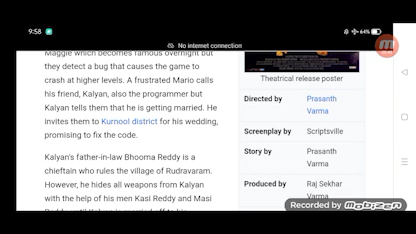 9:58
64%
No internet connection
Maggie which becomes famous overnight but
they detect a bug that causes the game to
crash at higher levels. A frustrated Mario calls
his friend, Kalyan, also the programmer but
Kalyan tells them that he is getting married. He
invites them to Kurnool district for his wedding,
promising to fix the code.
Kalyan's father-in-law Bhooma Reddy is a
chieftain who rules the village of Rudravaram.
However, he hides all weapons from Kalyan
with the help of his men Kasi Reddy and Masi
Theatrical release poster
Directed by Prasanth
Varma
Screenplay by Scriptsville
Story by Prasanth
Varma
Produced by Raj Sekhar
Varma
Recorded by Mobizen